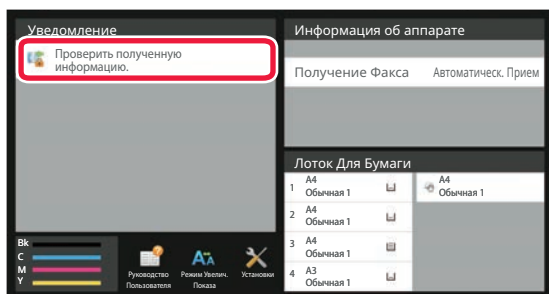 Уведомление
Проверить полученную
информацию.
Информация об аппарате
Получение Факса Автоматическ. Прием
Лоток Для Бумаги
1 A4
Обычная 1
A4
Обычная 1
2 A4
Обычная 1
3 A4
Обычная 1
4 A3
Обычная 1
Bk
C
M
Y
Руководство
Пользователя
Режим Увелич.
Показа
Установки